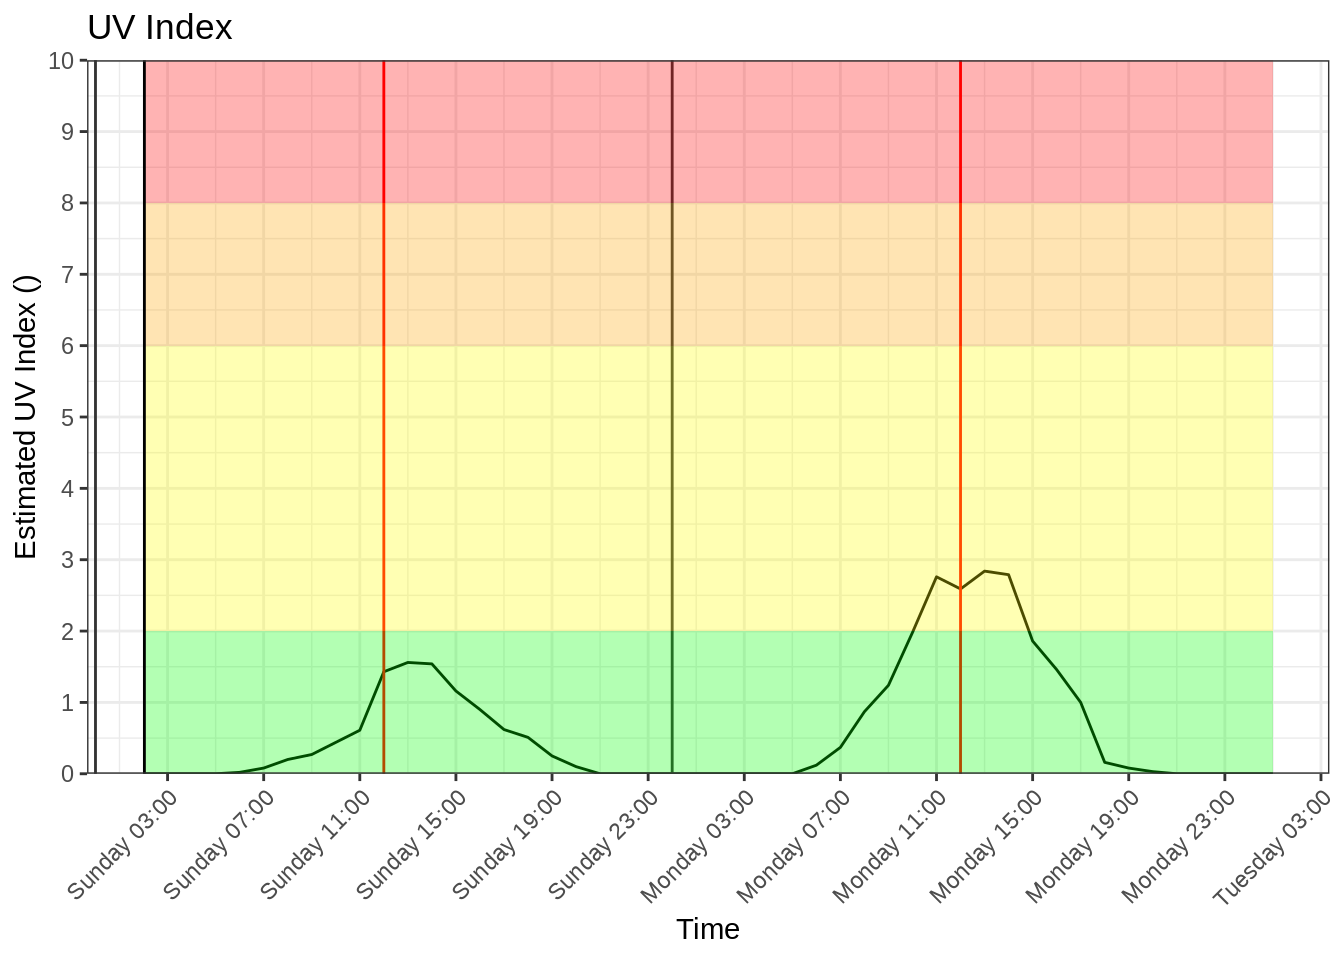 UV Index
Estimated UV Index ()
10
9
8
7
6
5
4
3
2
1
0
Sunday 03:00
Sunday 07:00
Sunday 11:00
Sunday 15:00
Sunday 19:00
Sunday 23:00
Monday 03:00
Monday 07:00
Monday 11:00
Monday 15:00
Monday 19:00
Monday 23:00
Tuesday 03:00
Time